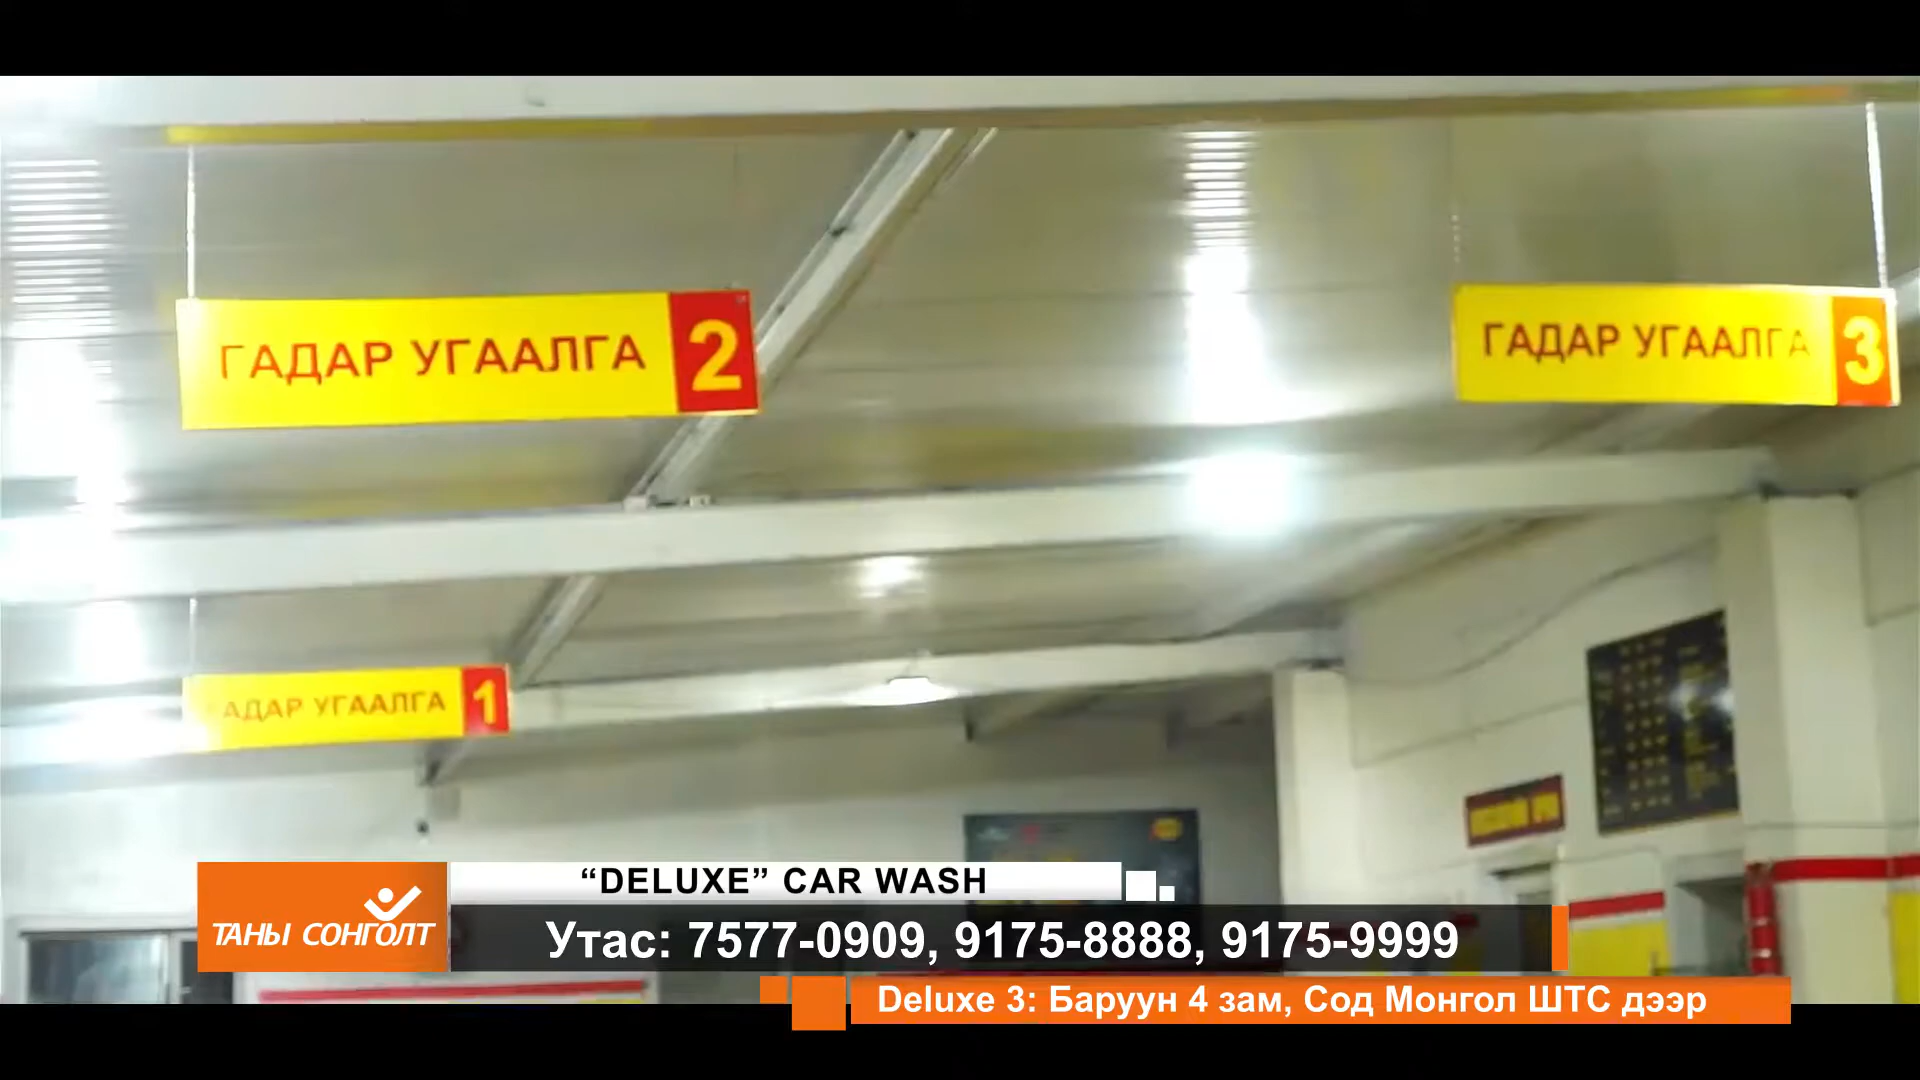 ГАДАР УГААЛГА 2
ГАДАР УГААЛГА 3
АДАР УГААЛГА 1
“DELUXE” CAR WASH
ТАНЫ СОНГОЛТ
Утас: 7577-0909, 9175-8888, 9175-9999
Deluxe 3: Баруун 4 зам, Сод Монгол ШТС дээр